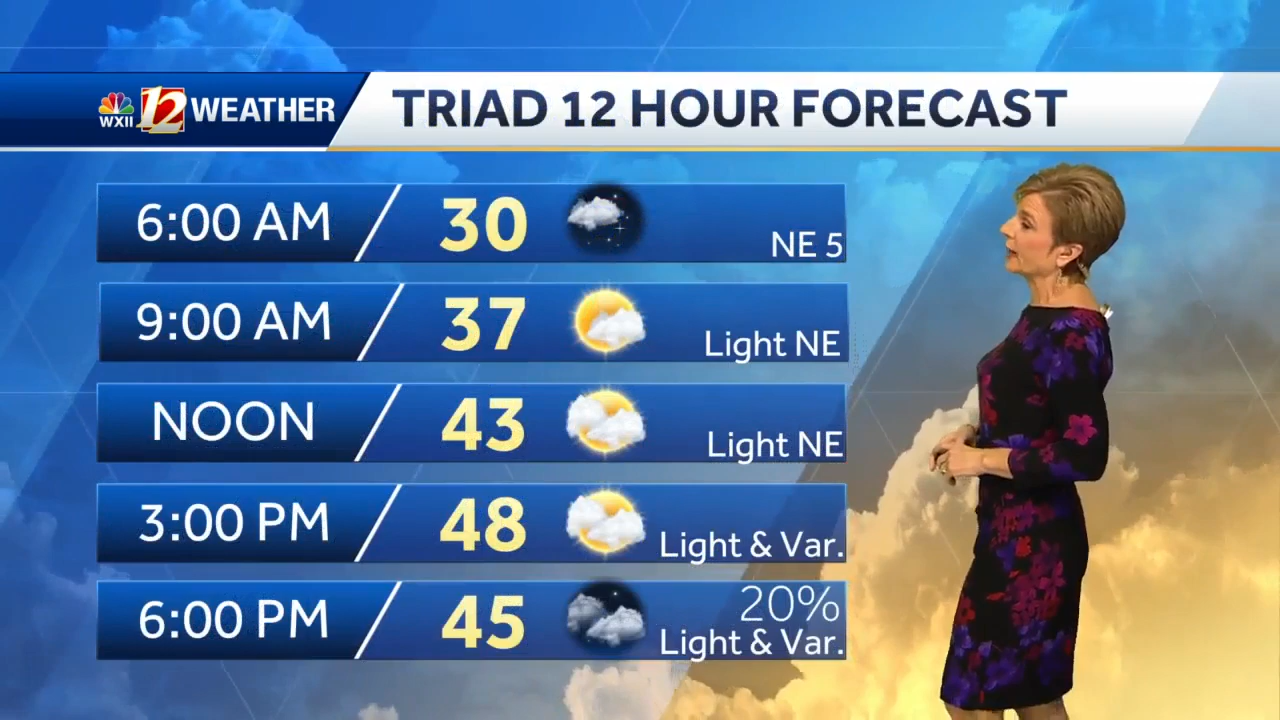 WXII 12 WEATHER
TRIAD 12 HOUR FORECAST
6:00 AM 30 NE 5
9:00 AM 37 Light NE
NOON 43 Light NE
3:00 PM 48 Light & Var.
6:00 PM 45 20%
Light & Var.